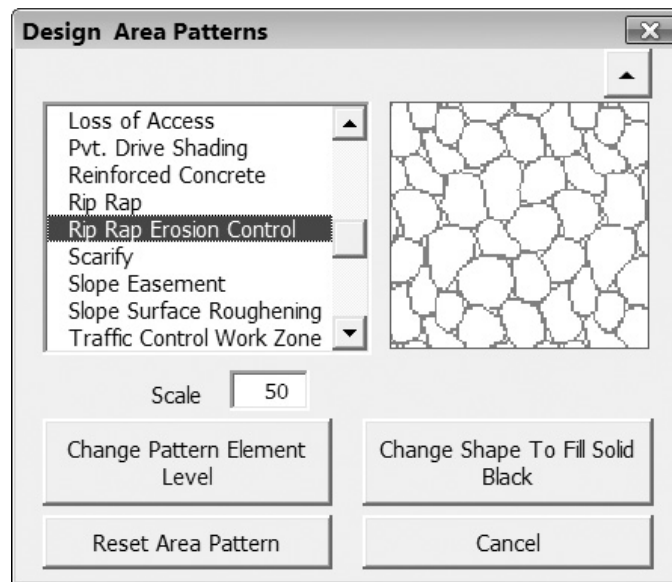 Design Area Patterns
Loss of Access
Pvt. Drive Shading
Reinforced Concrete
Rip Rap
Rip Rap Erosion Control
Scarify
Slope Easement
Slope Surface Roughening
Traffic Control Work Zone
Scale 50
Change Pattern Element
Level
Change Shape To Fill Solid
Black
Reset Area Pattern
Cancel